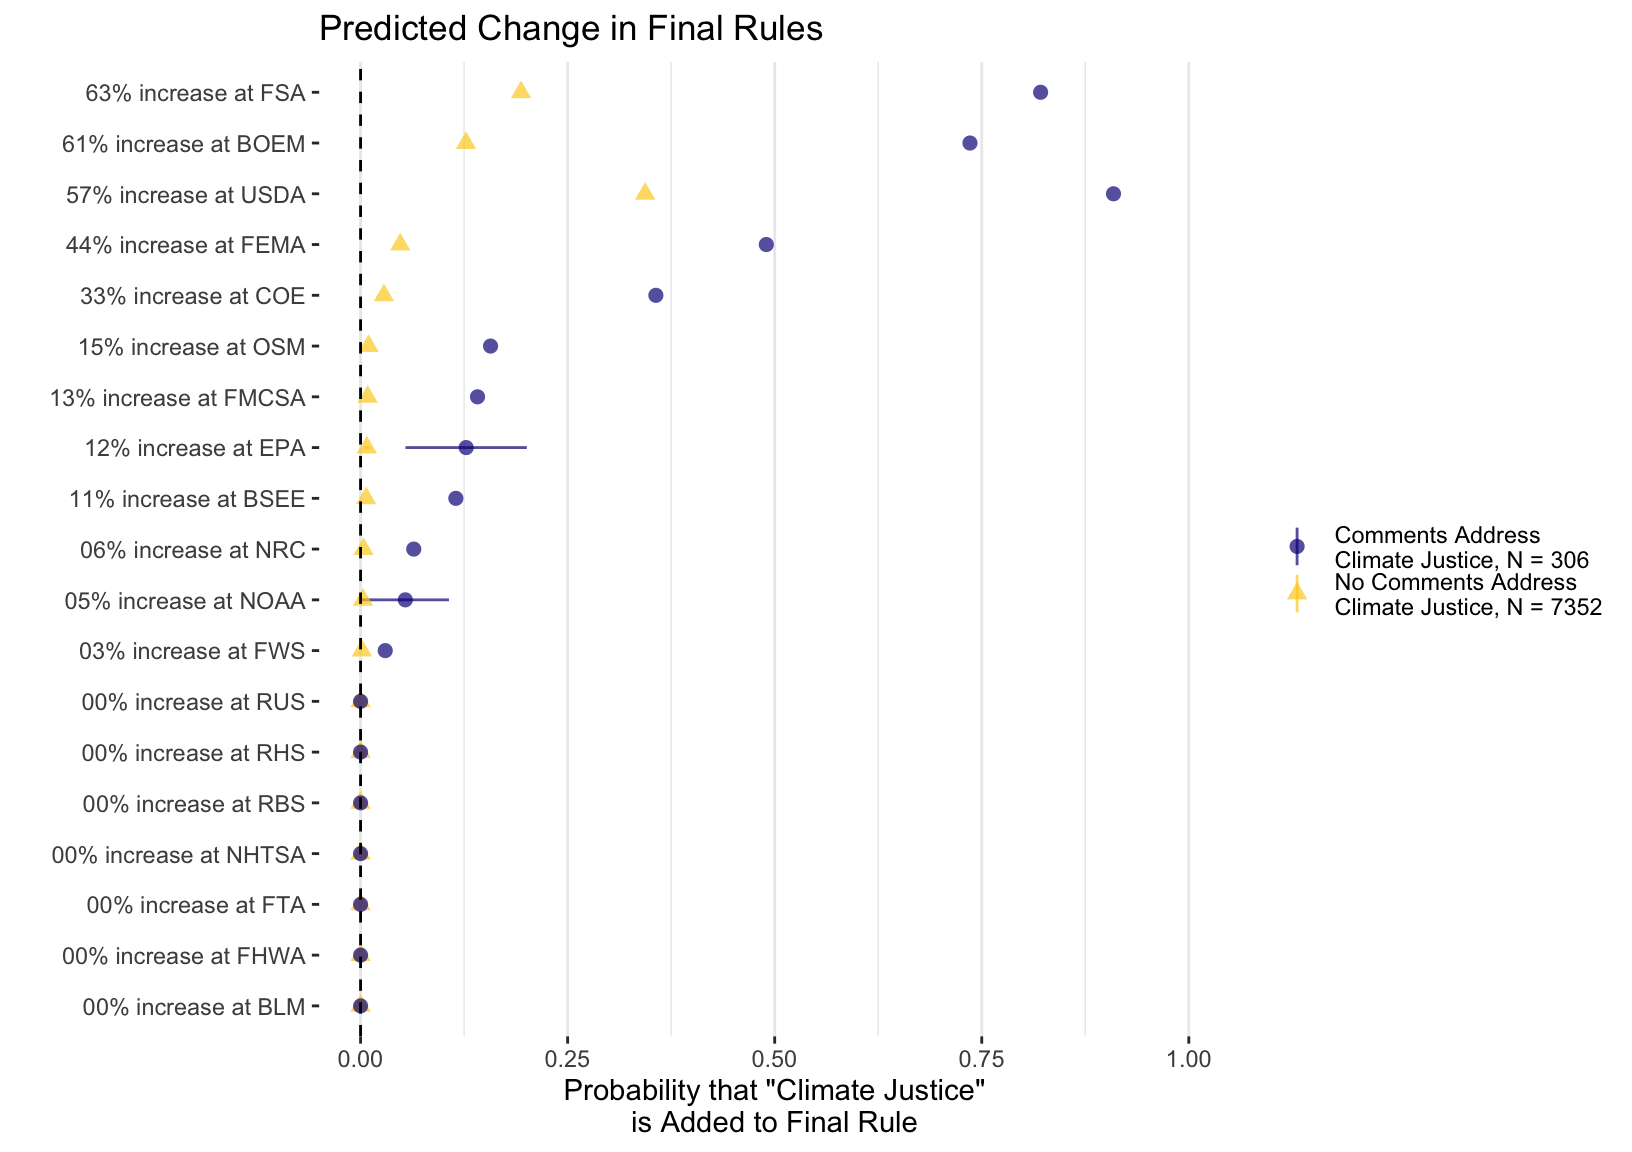 Predicted Change in Final Rules
63% increase at FSA
61% increase at BOEM
57% increase at USDA
44% increase at FEMA
33% increase at COE
15% increase at OSM
13% increase at FMCSA
12% increase at EPA
11% increase at BSEE
06% increase at NRC
05% increase at NOAA
03% increase at FWS
00% increase at RUS
00% increase at RHS
00% increase at RBS
00% increase at NHTSA
00% increase at FTA
00% increase at FHWA
00% increase at BLM
0.00 0.25 0.50 0.75 1.00
Probability that "Climate Justice"
is Added to Final Rule
Comments Address
Climate Justice, N = 306
No Comments Address
Climate Justice, N = 7352